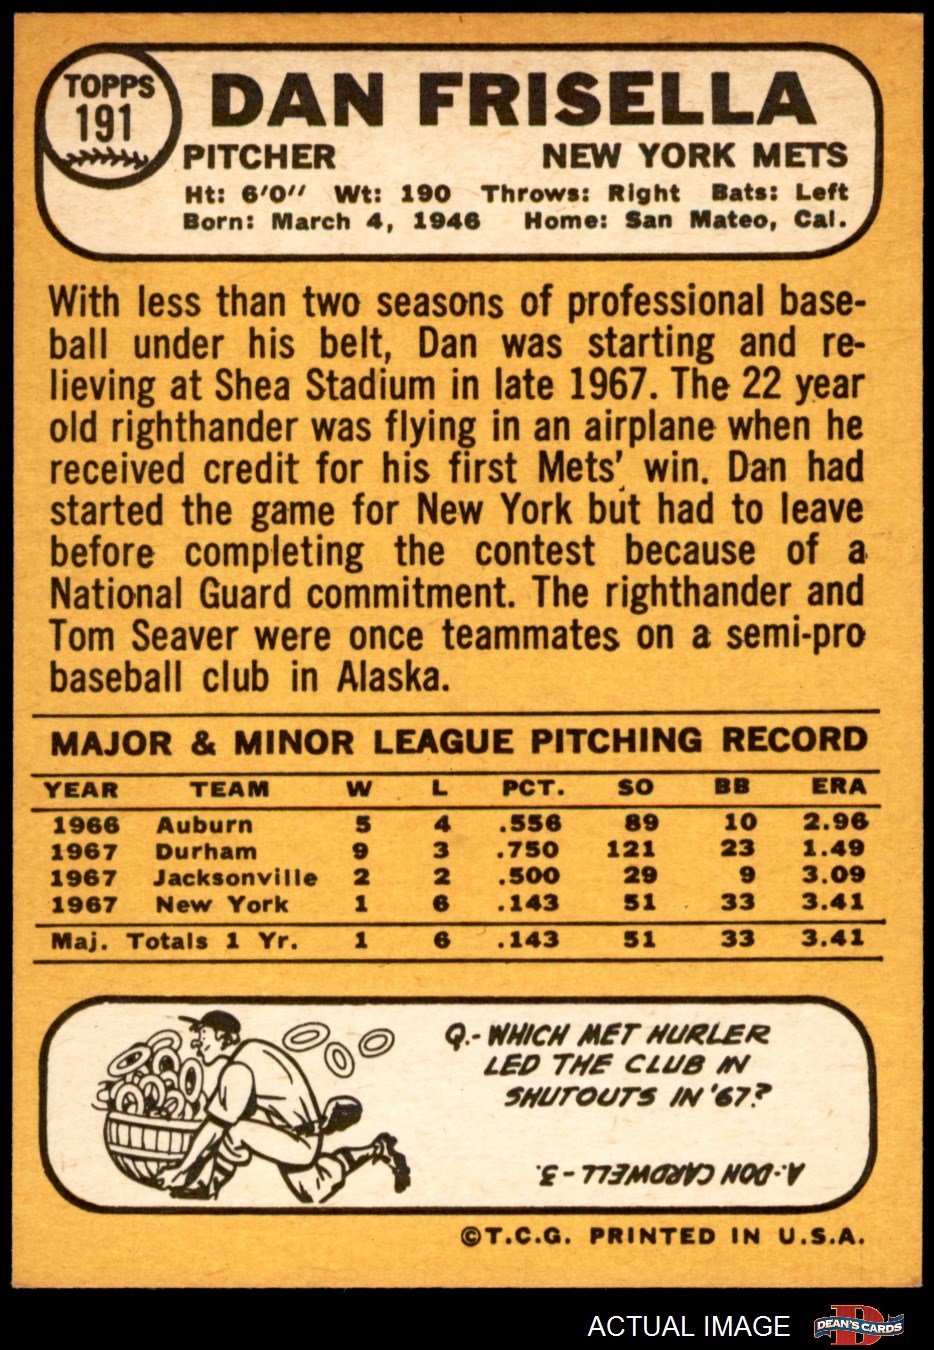 TOPPS
191
DAN FRISELLA
PITCHER NEW YORK METS
Ht: 6'0" Wt: 190 Throws: Right Bats: Left
Born: March 4, 1946 Home: San Mateo, Cal.
With less than two seasons of professional base-
ball under his belt, Dan was starting and re-
lieving at Shea Stadium in late 1967. The 22 year
old righthander was flying in an airplane when he
received credit for his first Mets' win. Dan had
started the game for New York but had to leave
before completing the contest because of a
National Guard commitment. The righthander and
Tom Seaver were once teammates on a semi-pro
baseball club in Alaska.
MAJOR & MINOR LEAGUE PITCHING RECORD
YEAR TEAM W L PCT. SO BB ERA
1966 Auburn 5 4 .556 89 10 2.96
1967 Durham 9 3 .750 121 23 1.49
1967 Jacksonville 2 2 .500 29 9 3.09
1967 New York 1 6 .143 51 33 3.41
Maj. Totals 1 Yr. 1 6 .143 51 33 3.41
Q.- WHICH MET HURLER
LED THE CLUB IN
SHUTOUTS IN '67?
A.- DON CARDWELL - 3.
©T.C.G. PRINTED IN U.S.A.
ACTUAL IMAGE
DEAN'S CARDS